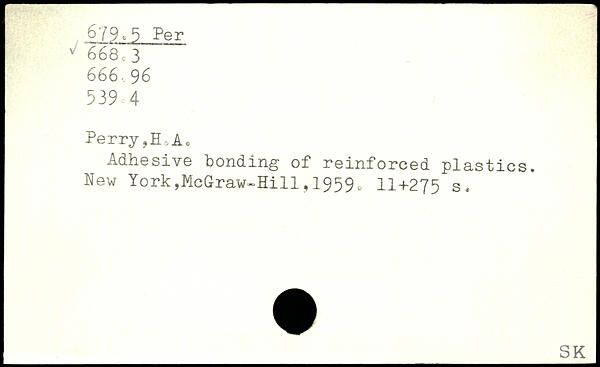 679.5 Per
√ 668.3
666.96
539.4
Perry,H.A.
Adhesive bonding of reinforced plastics.
New York,McGraw-Hill,1959. 11+275 s.
SK